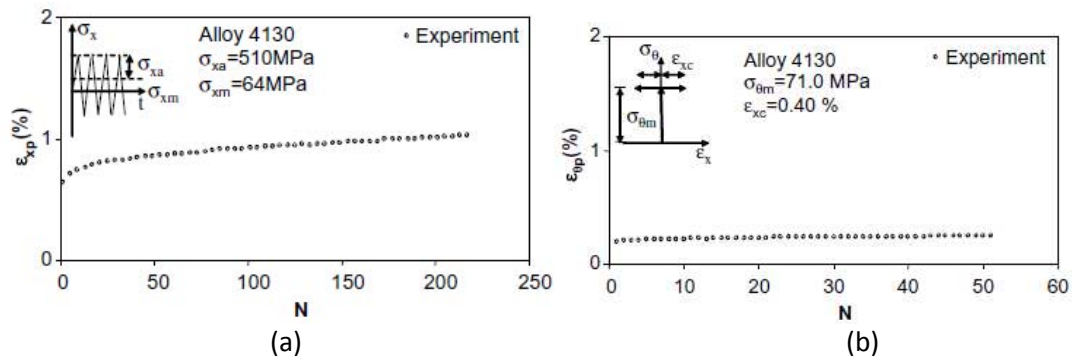 2
σx
σxa
σxm
t
Alloy 4130
σxa=510MPa
σxm=64MPa
Experiment
εxp(%)
1
0
0 50 100 150 200 250
N
(a)
2
σθ
εxc
σθm
εx
Alloy 4130
σθm=71.0 MPa
εxc=0.40 %
Experiment
εθp(%)
1
0
0 10 20 30 40 50 60
N
(b)